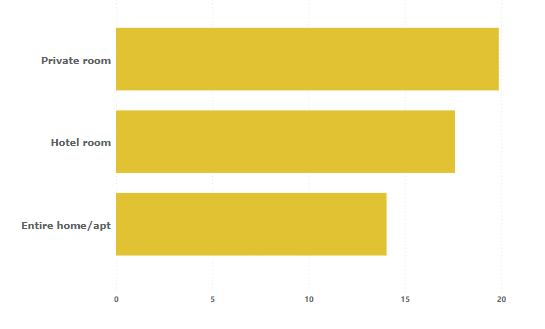 Private room
Hotel room
Entire home/apt
0 5 10 15 20